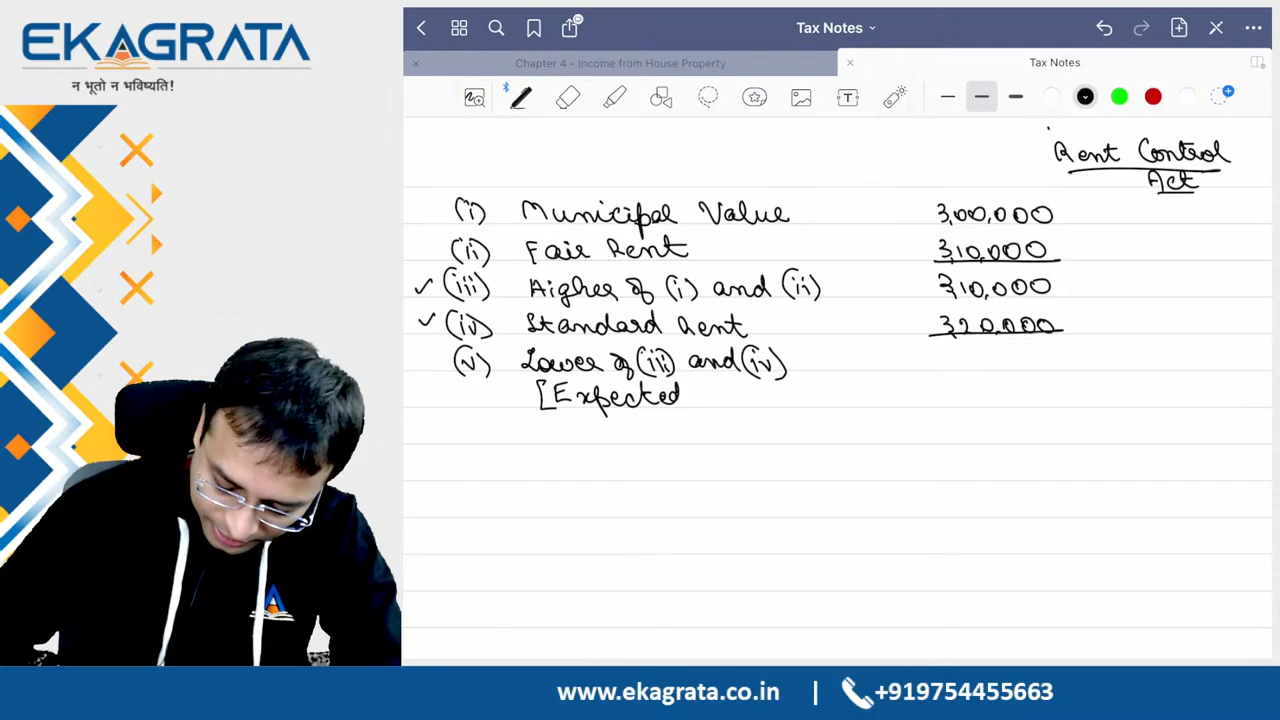 EKAGRATA
न भूतो न भविष्यति!
Tax Notes
Chapter 4 - Income from House Property
Tax Notes
Rent Control
Act
(i) Municipal Value 3,00,000
(ii) Fair Rent 3,10,000
(iii) Higher of (i) and (ii) 3,10,000
(iv) Standard Rent 3,20,000
(v) Lower of (iii) and (iv)
[Expected
www.ekagrata.co.in | +919754455663